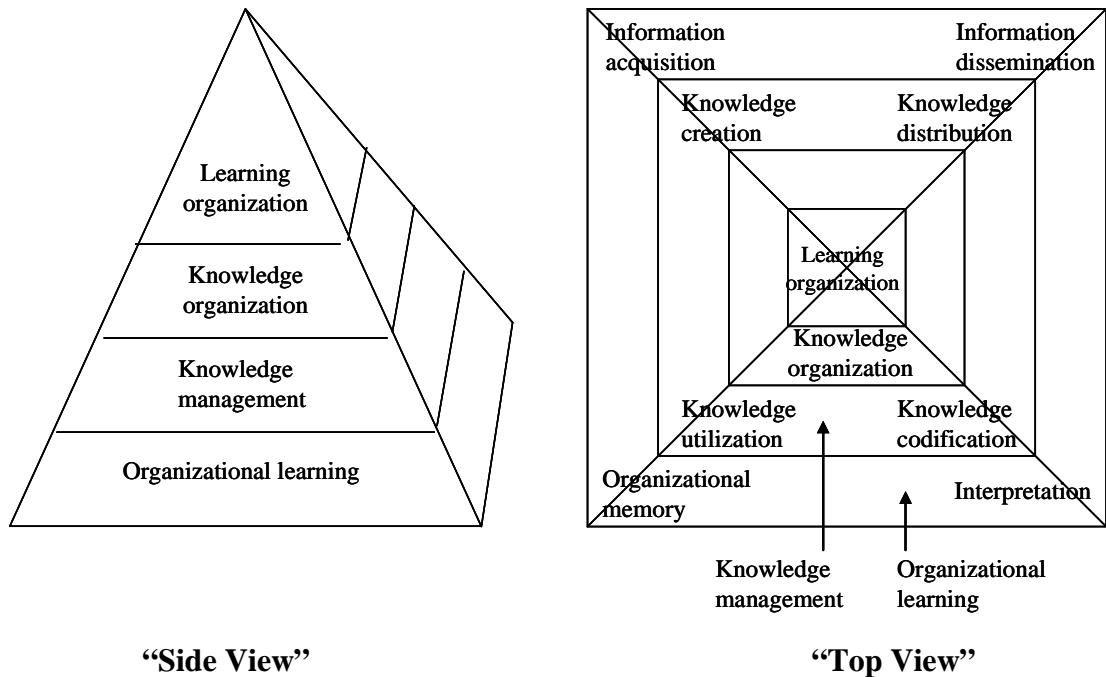 Learning
organization
Knowledge
organization
Knowledge
management
Organizational learning
“Side View”
Information
acquisition
Information
dissemination
Knowledge
creation
Knowledge
distribution
Learning
organization
Knowledge
organization
Knowledge
utilization
Knowledge
codification
Organizational
memory
Interpretation
Knowledge
management
Organizational
learning
“Top View”